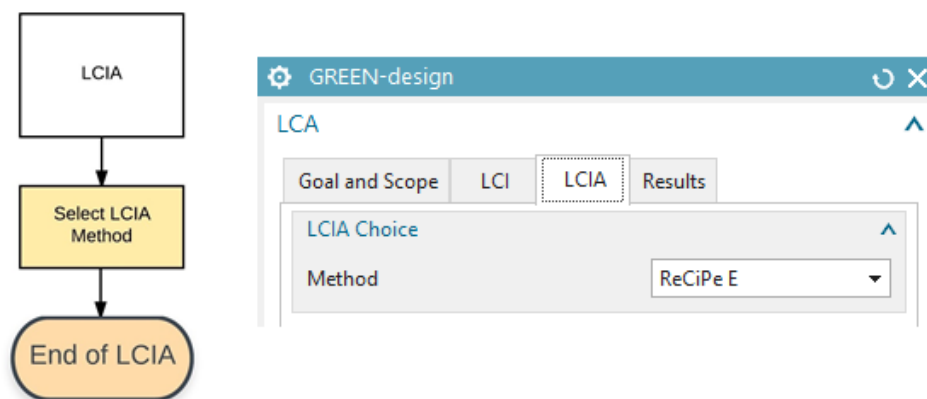 LCIA
Select LCIA
Method
End of LCIA
GREEN-design
LCA
Goal and Scope LCI LCIA Results
LCIA Choice
Method ReCiPe E